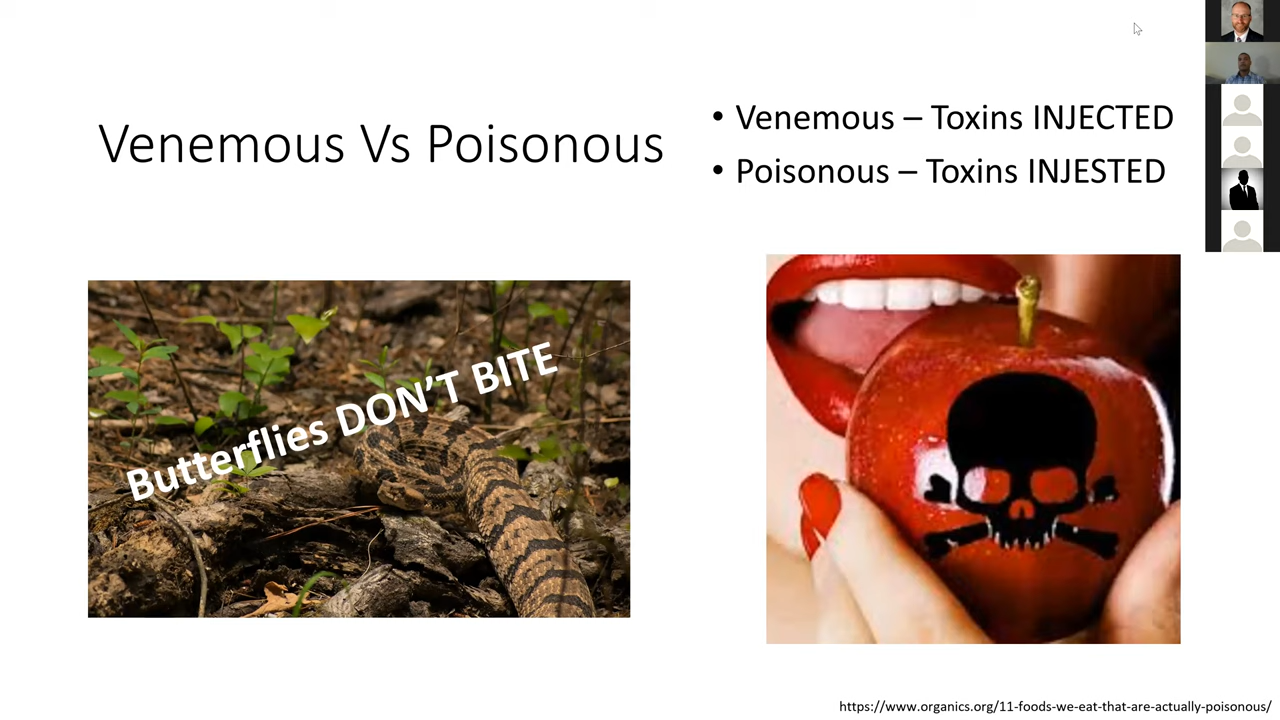 Venemous Vs Poisonous
• Venemous – Toxins INJECTED
• Poisonous – Toxins INJESTED
Butterflies DON'T BITE
https://www.organics.org/11-foods-we-eat-that-are-actually-poisonous/